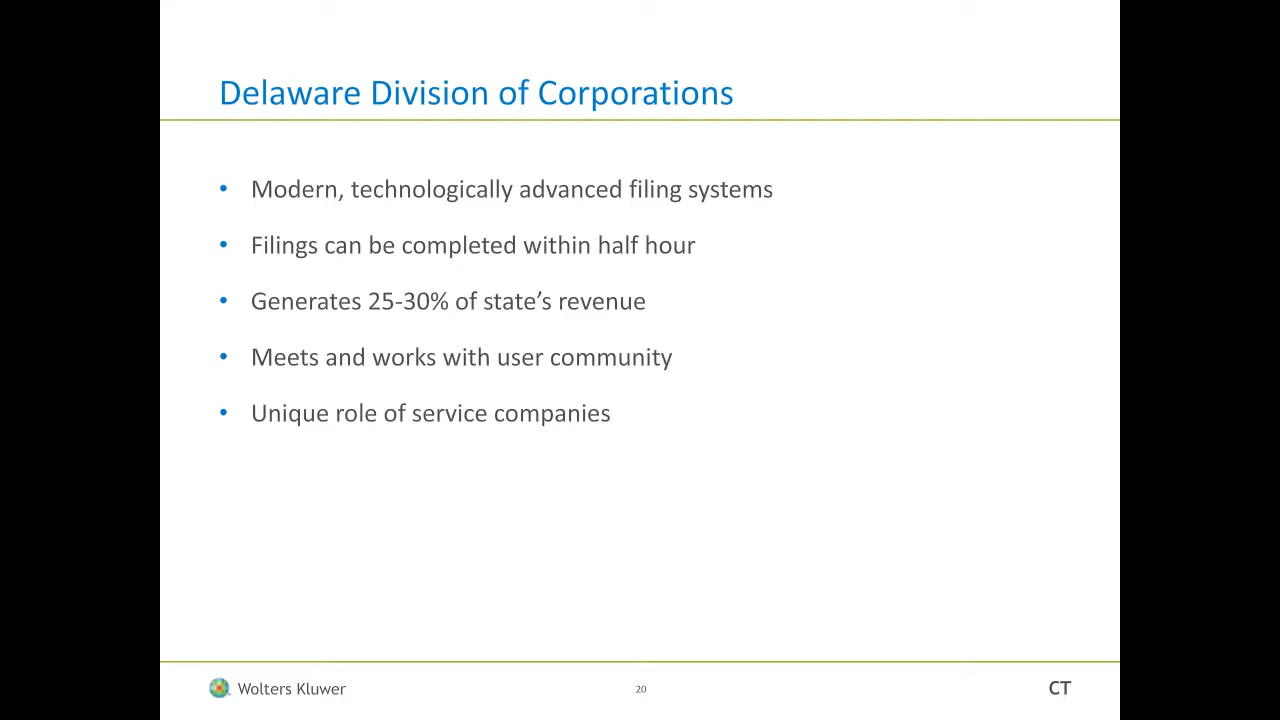 Delaware Division of Corporations
• Modern, technologically advanced filing systems
• Filings can be completed within half hour
• Generates 25-30% of state’s revenue
• Meets and works with user community
• Unique role of service companies
Wolters Kluwer
20
CT